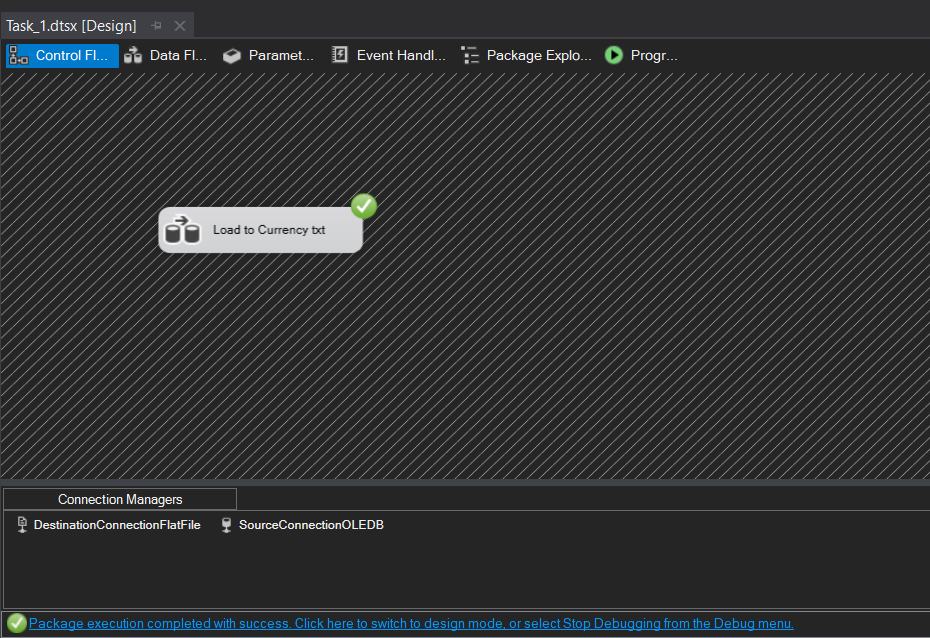 Task_1.dtsx [Design]
Control Fl... Data Fl... Paramet... Event Handl... Package Explo... Progr...
Load to Currency txt
Connection Managers
DestinationConnectionFlatFile SourceConnectionOLEDB
Package execution completed with success. Click here to switch to design mode, or select Stop Debugging from the Debug menu.